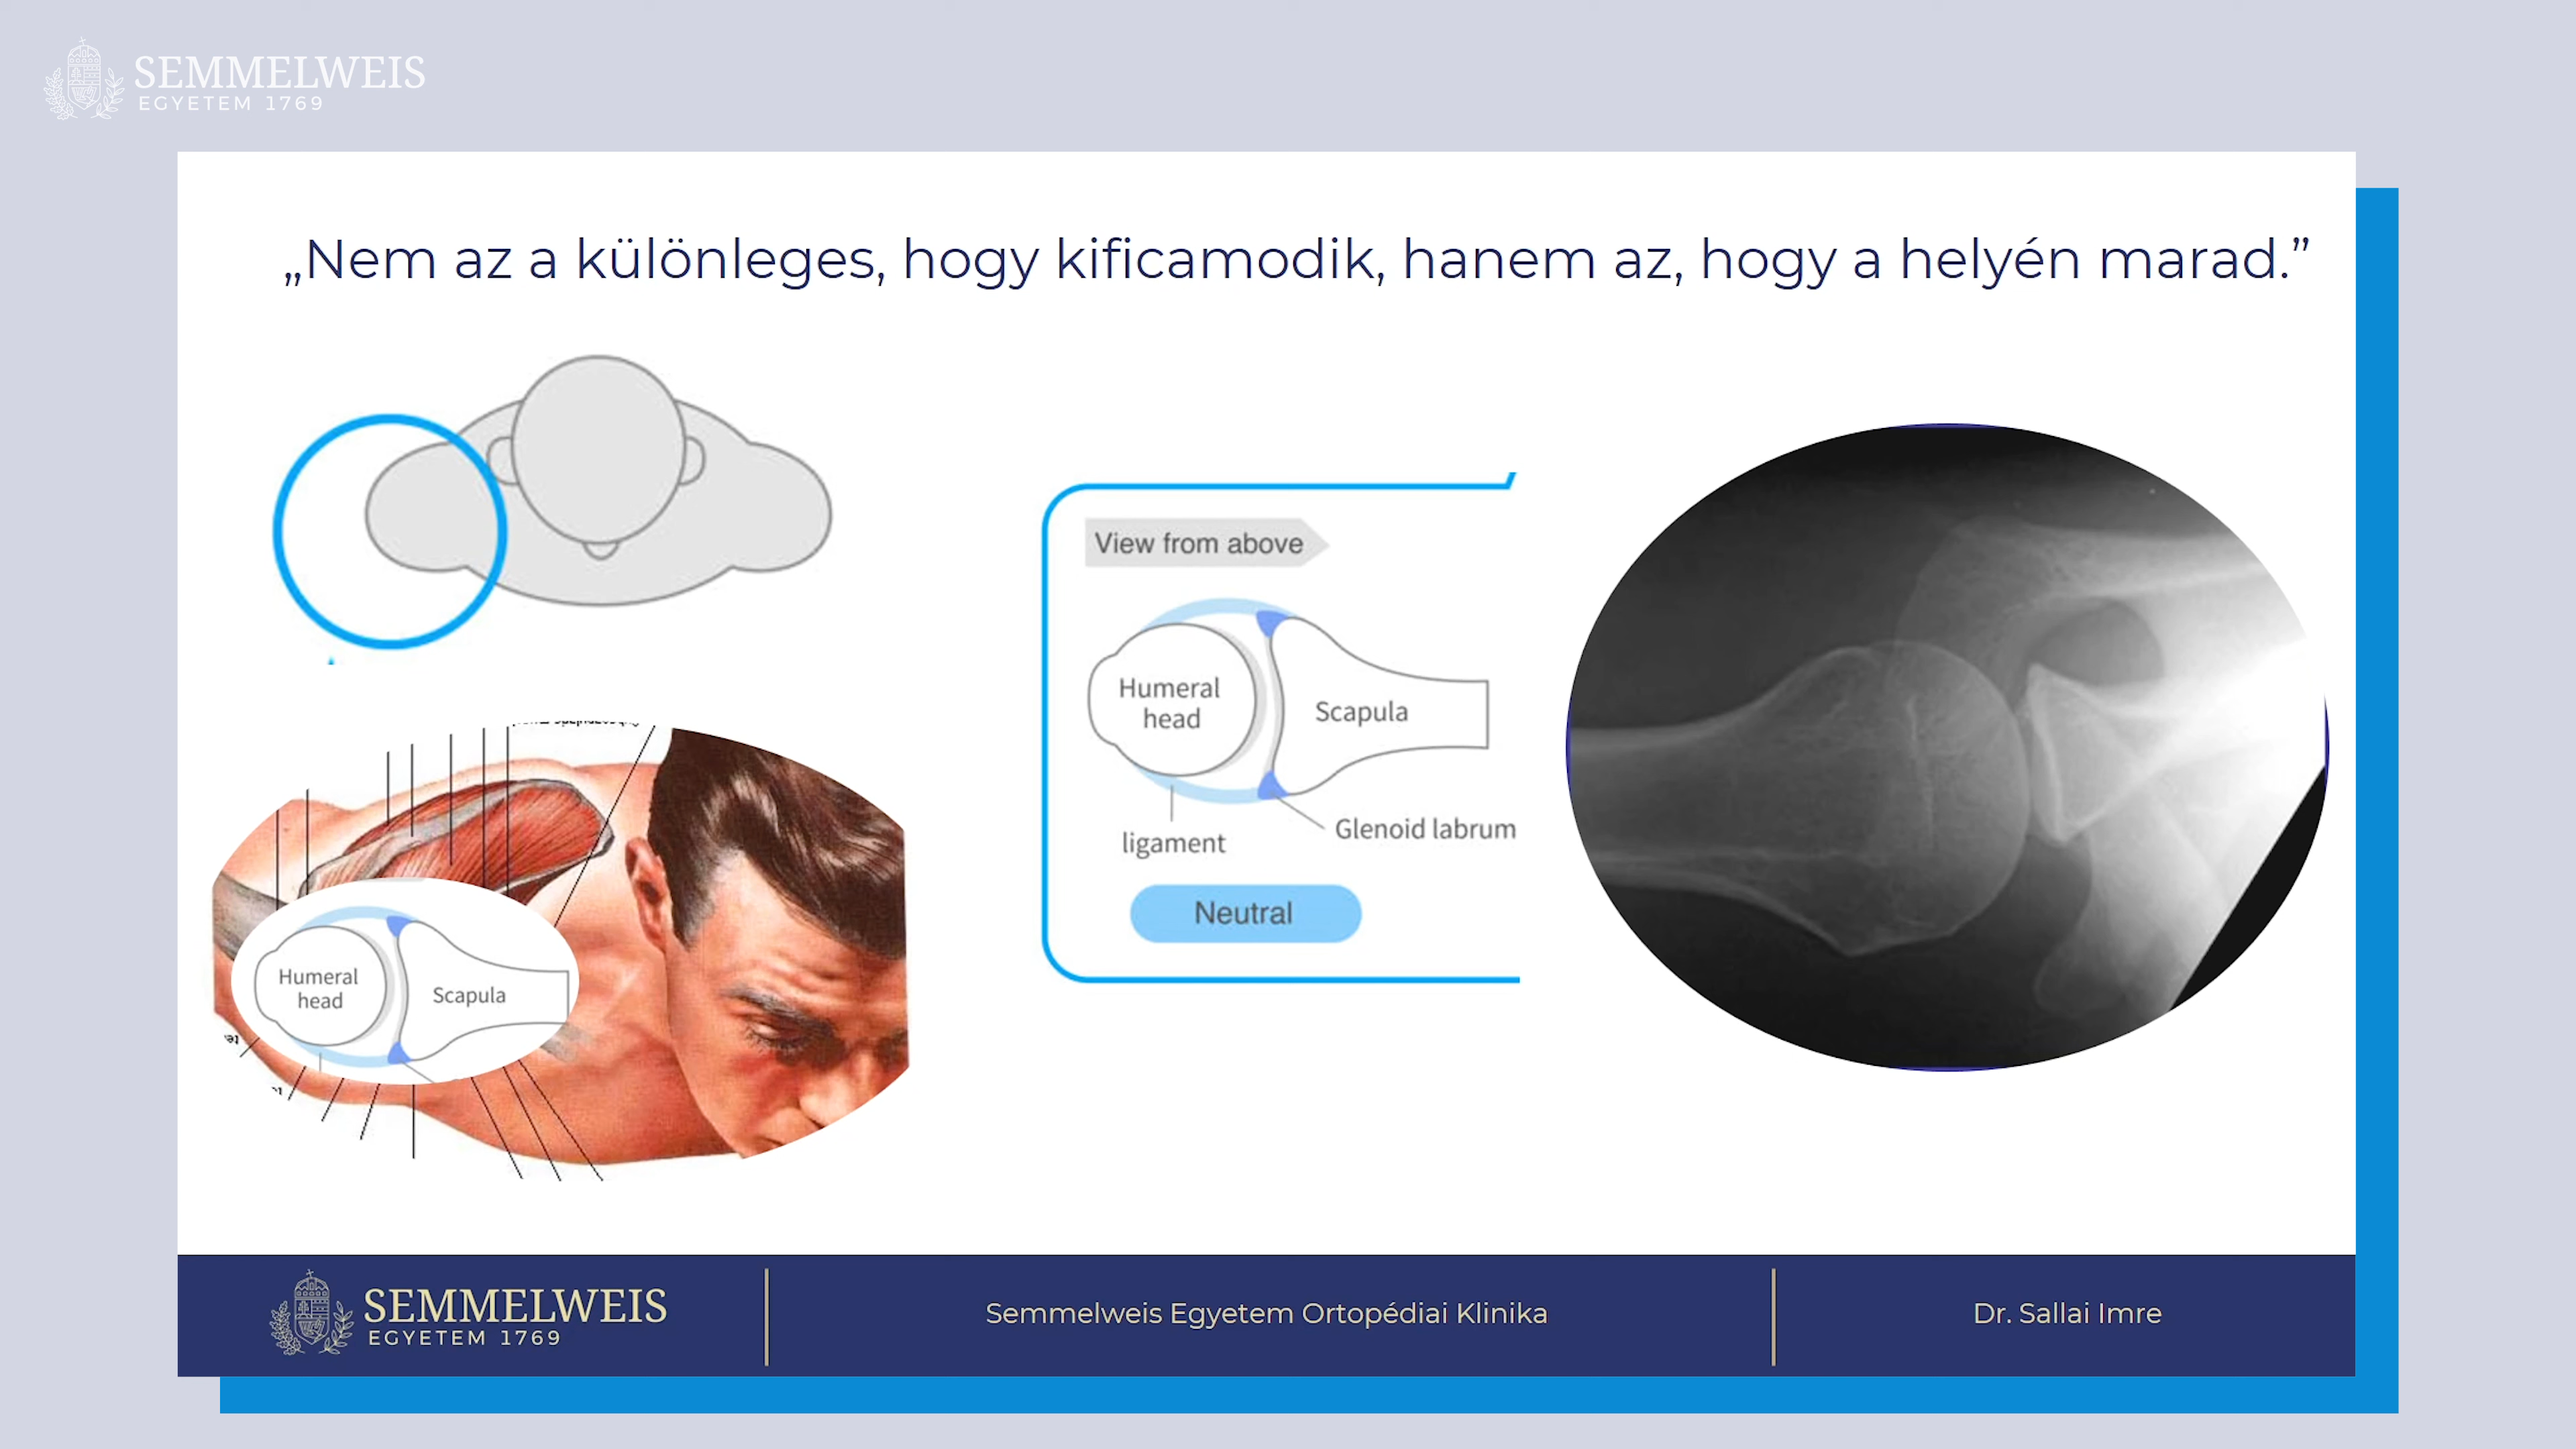 SEMMELWEIS
EGYETEM 1769
„Nem az a különleges, hogy kificamodik, hanem az, hogy a helyén marad.”
View from above
Humeral
head
Scapula
ligament
Glenoid labrum
Neutral
Humeral
head
Scapula
SEMMELWEIS
EGYETEM 1769
Semmelweis Egyetem Ortopédiai Klinika
Dr. Sallai Imre